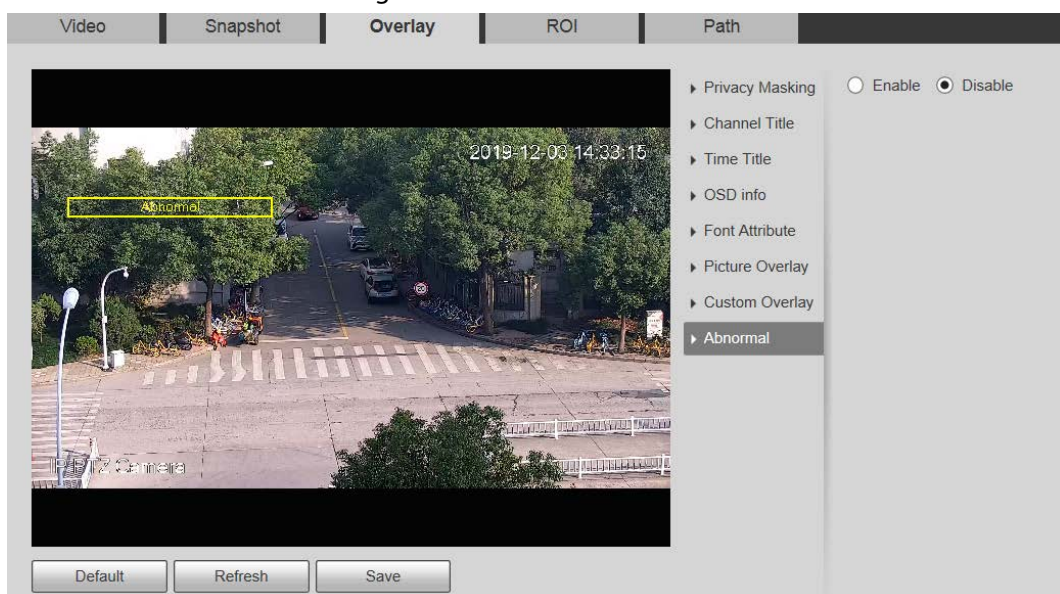 Video Snapshot Overlay ROI Path
Privacy Masking
Channel Title
Time Title
OSD info
Font Attribute
Picture Overlay
Custom Overlay
Abnormal
Enable Disable
2019-12-03 14:33:15
Abnormal
IP PTZ Camera
Default Refresh Save